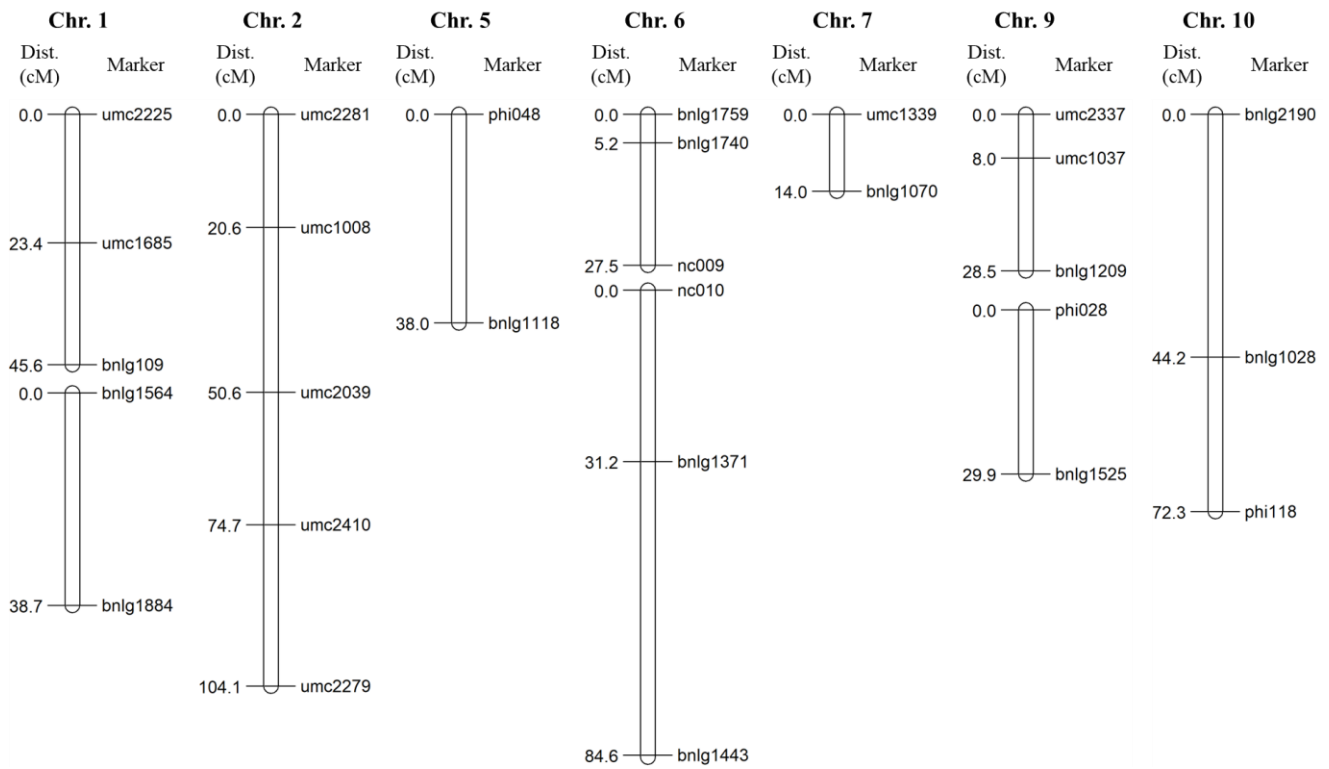 Chr. 1
Dist.
(cM)
Marker
0.0 umc2225
23.4 umc1685
45.6 bnlg109
0.0 bnlg1564
38.7 bnlg1884
Chr. 2
Dist.
(cM)
Marker
0.0 umc2281
20.6 umc1008
50.6 umc2039
74.7 umc2410
104.1 umc2279
Chr. 5
Dist.
(cM)
Marker
0.0 phi048
38.0 bnlg1118
Chr. 6
Dist.
(cM)
Marker
0.0 bnlg1759
5.2 bnlg1740
27.5 nc009
0.0 nc010
31.2 bnlg1371
84.6 bnlg1443
Chr. 7
Dist.
(cM)
Marker
0.0 umc1339
14.0 bnlg1070
Chr. 9
Dist.
(cM)
Marker
0.0 umc2337
8.0 umc1037
28.5 bnlg1209
0.0 phi028
29.9 bnlg1525
Chr. 10
Dist.
(cM)
Marker
0.0 bnlg2190
44.2 bnlg1028
72.3 phi118